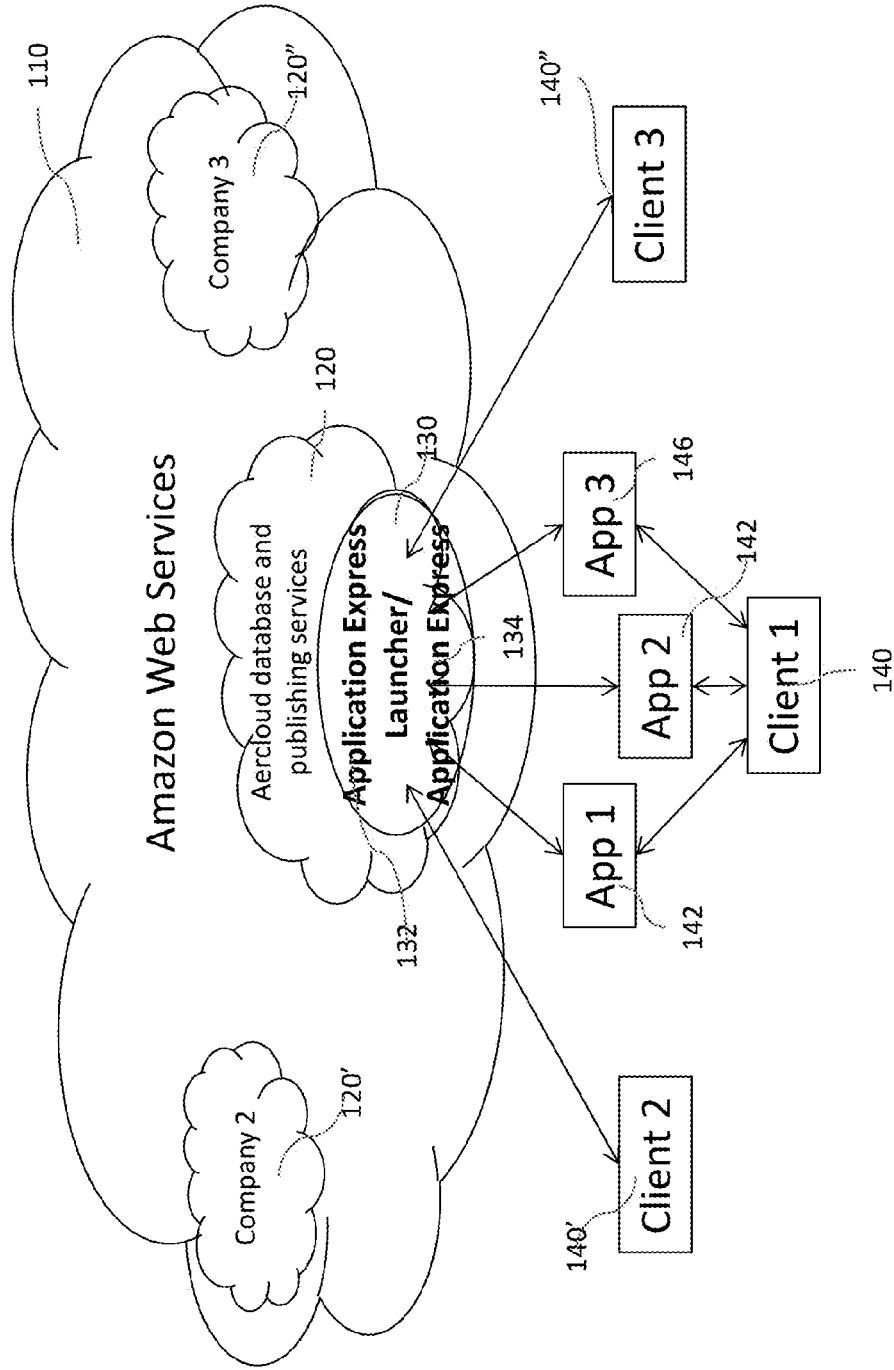 110
Amazon Web Services
Company 3
120”
120
Company 2
120’
Aercloud database and
publishing services
Application Express
Launcher/
Application Express
130
132
134
140”
Client 3
App 1
142
App 2
142
App 3
146
Client 2
140’
Client 1
140